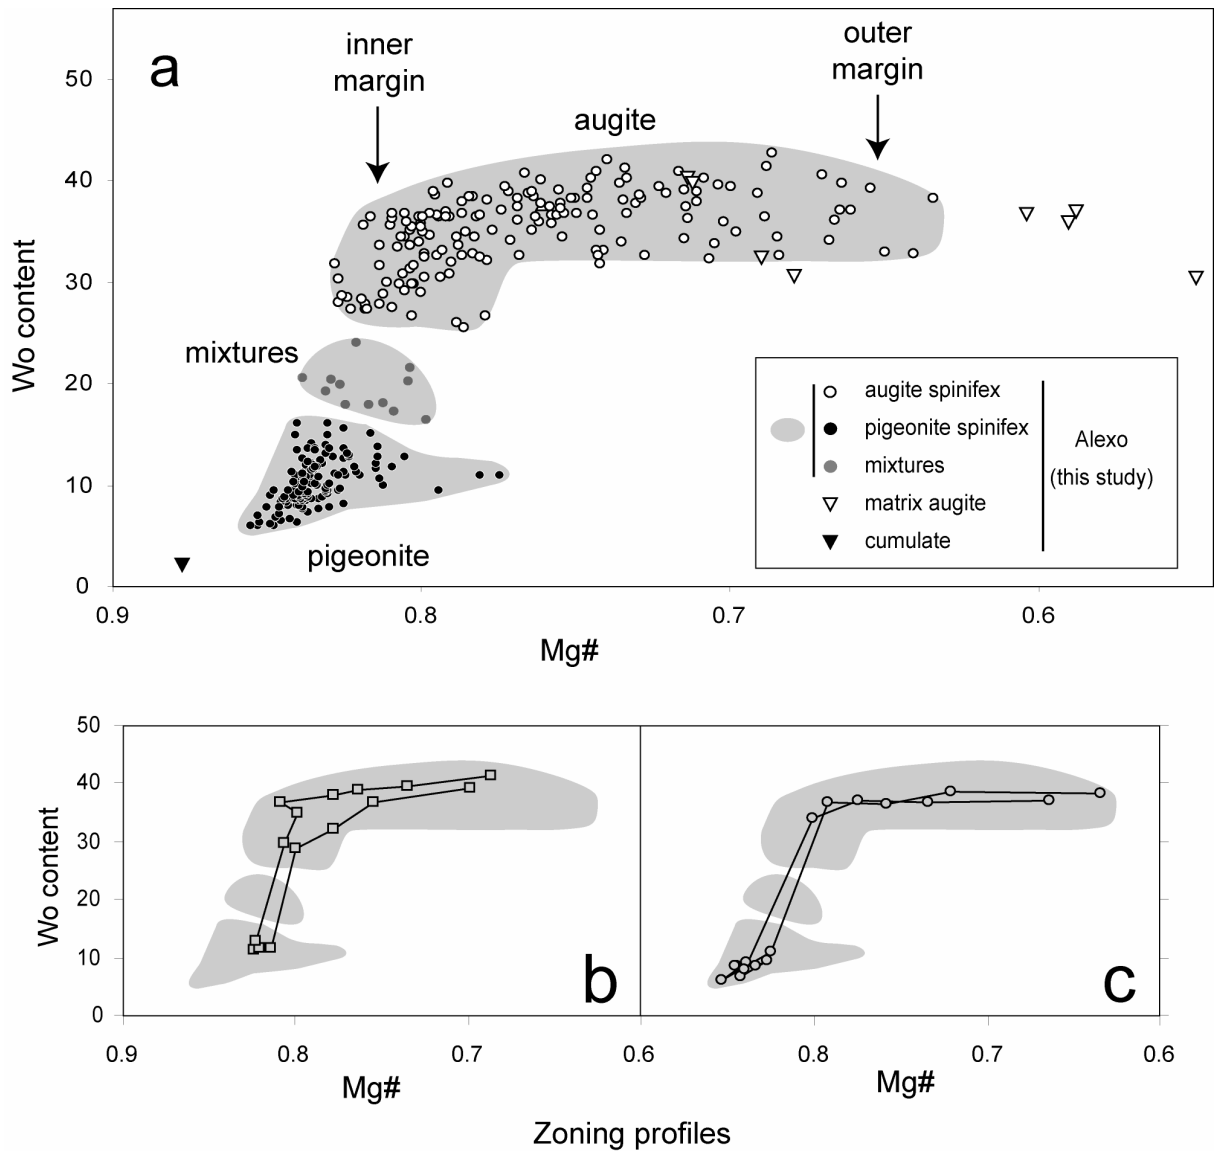 a
inner
margin
outer
margin
augite
mixtures
pigeonite
Wo content
50
40
30
20
10
0
0.9
0.8
0.7
0.6
Mg#
augite spinifex
pigeonite spinifex
mixtures
matrix augite
cumulate
Alexo
(this study)
Wo content
50
40
30
20
10
0
b
c
0.9
0.8
0.7
0.6
0.8
0.7
0.6
Mg#
Mg#
Zoning profiles